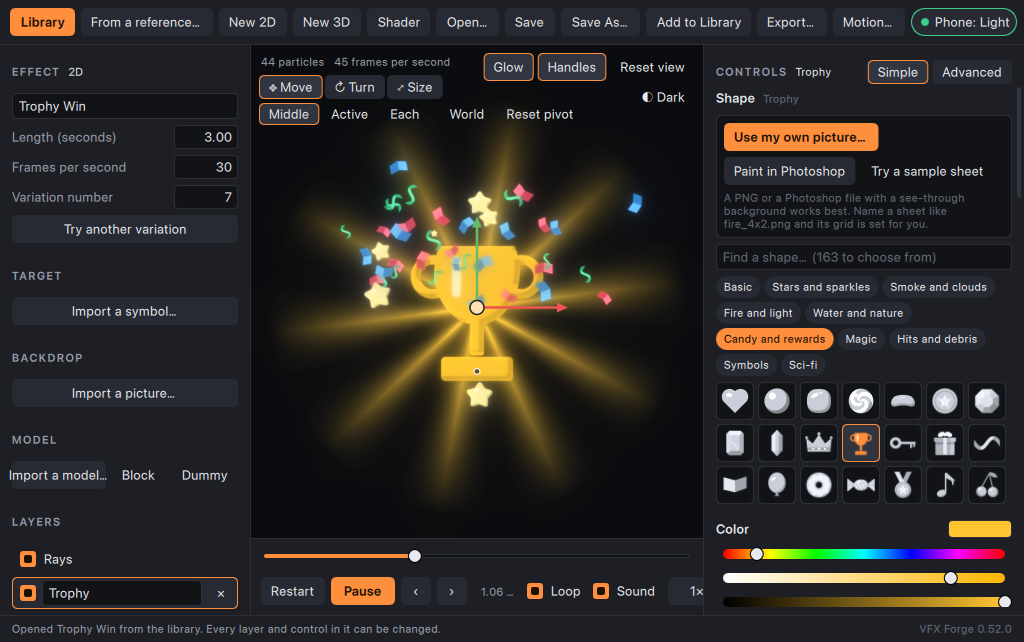 Library From a reference... New 2D New 3D Shader Open... Save Save As... Add to Library Export... Motion... Phone: Light
EFFECT 2D
Trophy Win
Length (seconds) 3.00
Frames per second 30
Variation number 7
Try another variation
TARGET
Import a symbol...
BACKDROP
Import a picture...
MODEL
Import a model... Block Dummy
LAYERS
Rays
Trophy ×
44 particles 45 frames per second
Glow Handles Reset view
Move Turn Size
Dark
Middle Active Each World Reset pivot
Restart Pause ‹ › 1.06 ... Loop Sound 1×
CONTROLS Trophy Simple Advanced
Shape Trophy
Use my own picture...
Paint in Photoshop Try a sample sheet
A PNG or a Photoshop file with a see-through
background works best. Name a sheet like
fire_4x2.png and its grid is set for you.
Find a shape... (163 to choose from)
Basic Stars and sparkles Smoke and clouds
Fire and light Water and nature
Candy and rewards Magic Hits and debris
Symbols Sci-fi
Color
Opened Trophy Win from the library. Every layer and control in it can be changed. VFX Forge 0.52.0